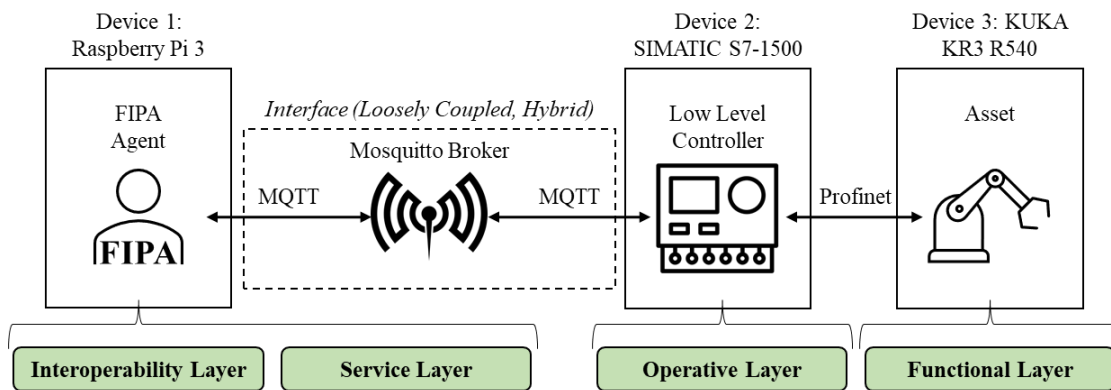 Device 1:
Raspberry Pi 3
Device 2:
SIMATIC S7-1500
Device 3: KUKA
KR3 R540
FIPA
Agent
FIPA
Interface (Loosely Coupled, Hybrid)
Mosquitto Broker
MQTT
MQTT
Low Level
Controller
Profinet
Asset
Interoperability Layer
Service Layer
Operative Layer
Functional Layer